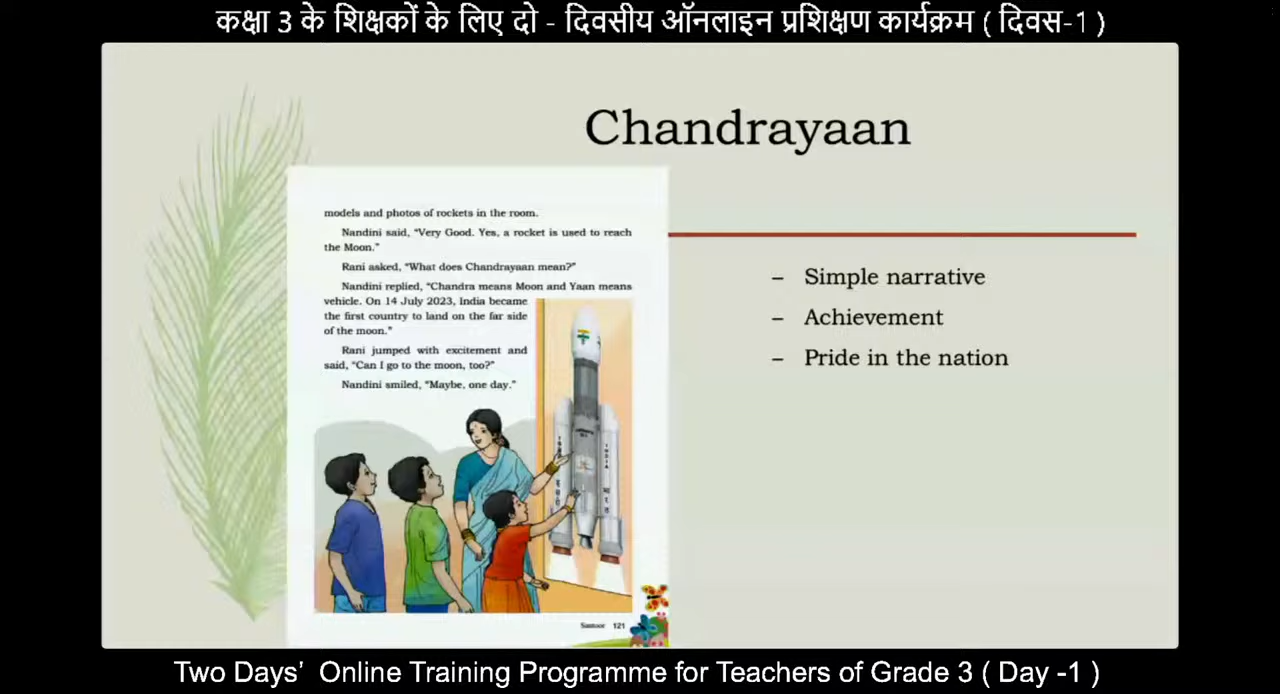 कक्षा 3 के शिक्षकों के लिए दो - दिवसीय ऑनलाइन प्रशिक्षण कार्यक्रम ( दिवस-1 )
Chandrayaan
models and photos of rockets in the room.
Nandini said, “Very Good. Yes, a rocket is used to reach
the Moon.”
Rani asked, “What does Chandrayaan mean?”
Nandini replied, “Chandra means Moon and Yaan means
vehicle. On 14 July 2023, India became
the first country to land on the far side
of the moon.”
Rani jumped with excitement and
said, “Can I go to the moon, too?”
Nandini smiled, “Maybe, one day.”
INDIA
Santoor 121
– Simple narrative
– Achievement
– Pride in the nation
Two Days’ Online Training Programme for Teachers of Grade 3 ( Day -1 )